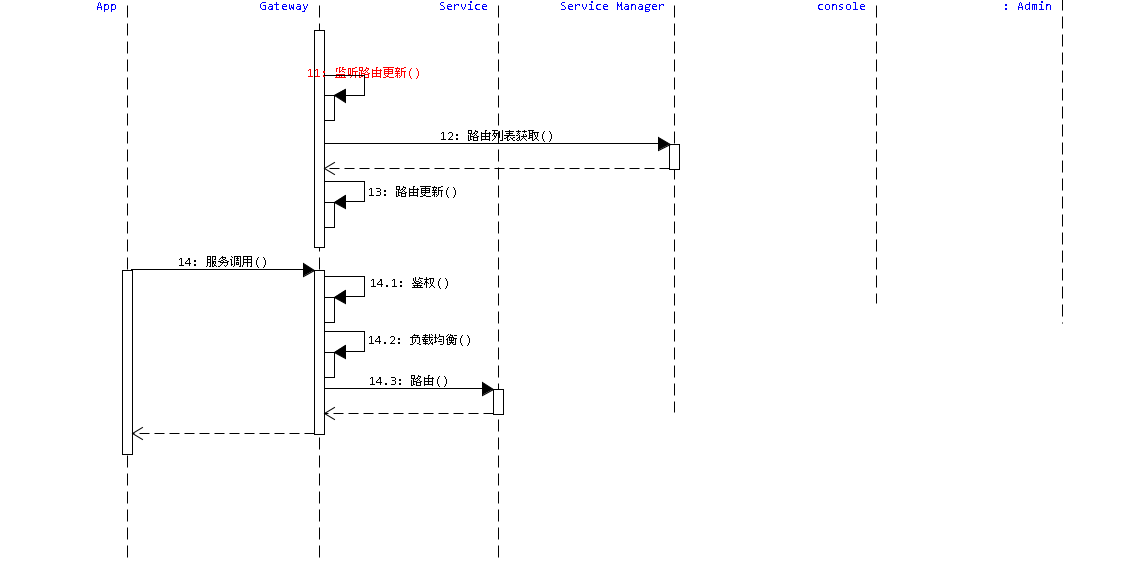 App
Gateway
Service
Service Manager
console
: Admin
11: 监听路由更新()
12: 路由列表获取()
13: 路由更新()
14: 服务调用()
14.1: 鉴权()
14.2: 负载均衡()
14.3: 路由()